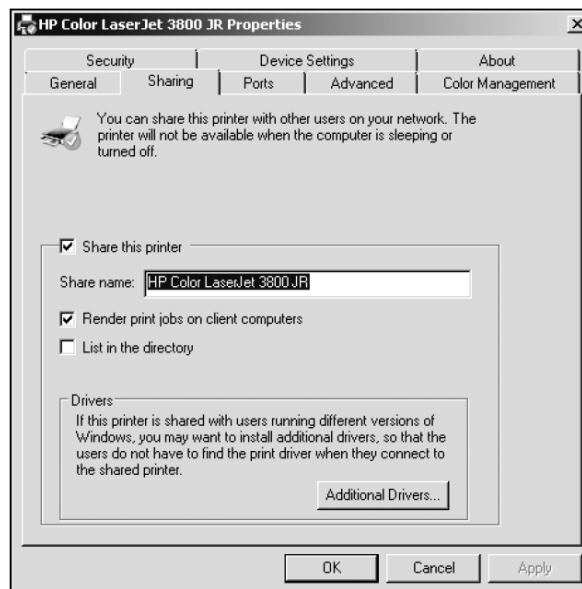 HP Color LaserJet 3800 JR Properties
Security Device Settings About
General Sharing Ports Advanced Color Management
You can share this printer with other users on your network. The
printer will not be available when the computer is sleeping or
turned off.
Share this printer
Share name: HP Color LaserJet 3800 JR
Render print jobs on client computers
List in the directory
Drivers
If this printer is shared with users running different versions of
Windows, you may want to install additional drivers, so that the
users do not have to find the print driver when they connect to
the shared printer.
Additional Drivers...
OK Cancel Apply